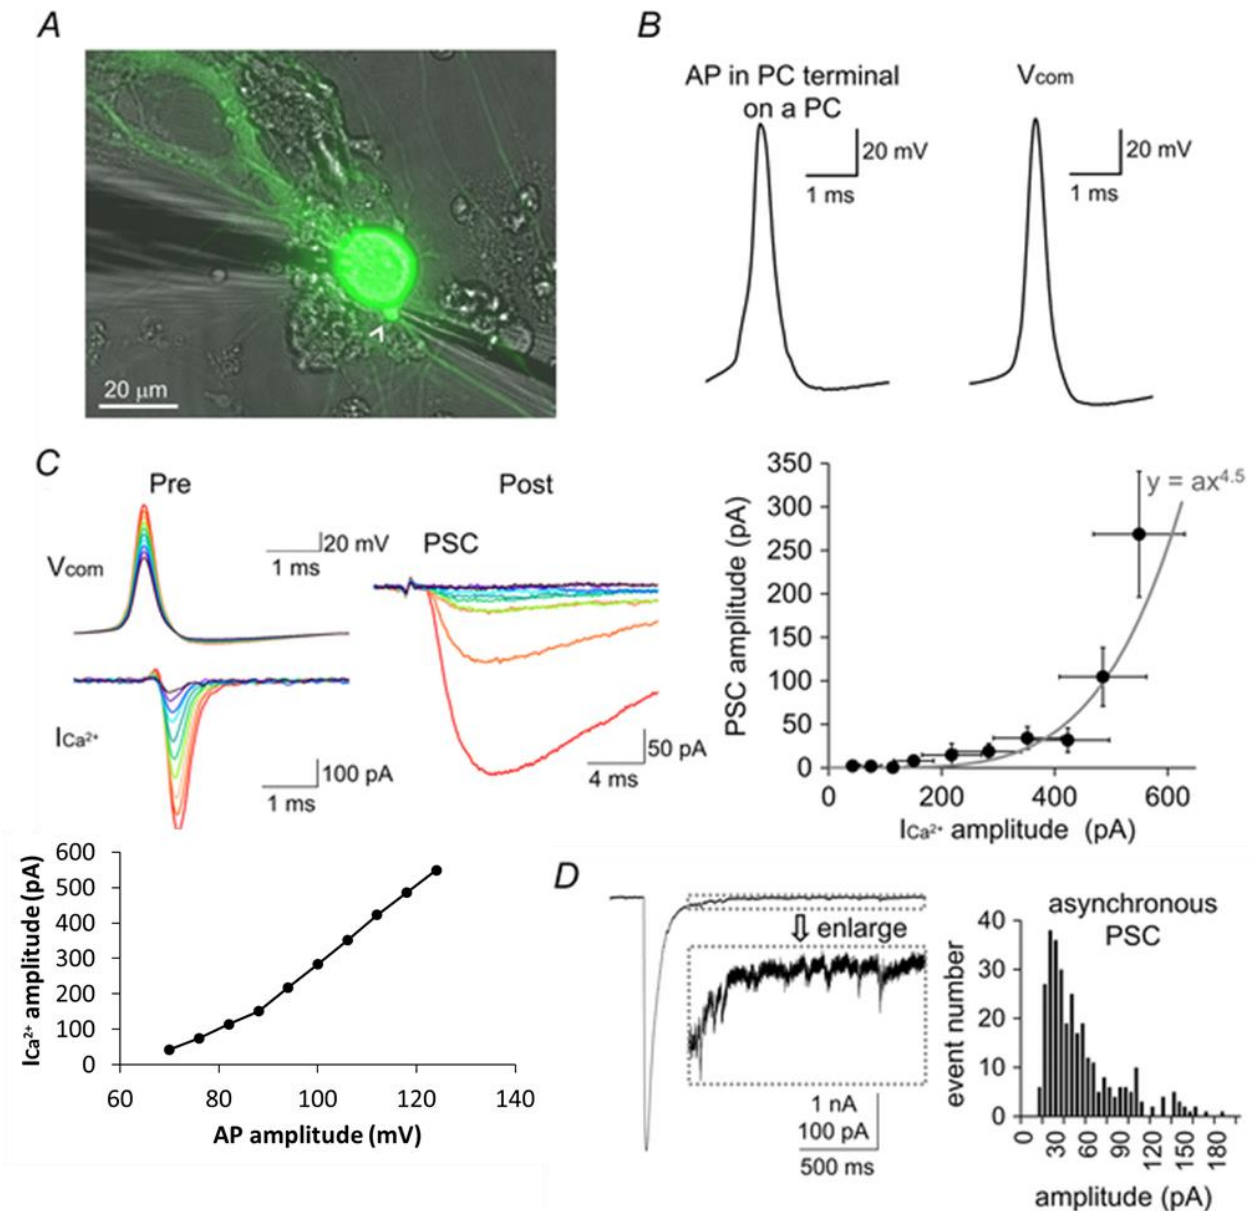 A
20 μm
B
AP in PC terminal
on a PC
20 mV
1 ms
Vcom
20 mV
1 ms
C
Pre
Vcom
20 mV
1 ms
ICa²⁺
100 pA
1 ms
Post
PSC
50 pA
4 ms
PSC amplitude (pA)
350
300
250
200
150
100
50
0
y = ax⁴·⁵
0 200 400 600
ICa²⁺ amplitude (pA)
ICa²⁺ amplitude (pA)
600
500
400
300
200
100
0
60 80 100 120 140
AP amplitude (mV)
D
enlarge
1 nA
100 pA
500 ms
asynchronous
PSC
event number
40
30
20
10
0
0 30 60 90 120 150 180
amplitude (pA)